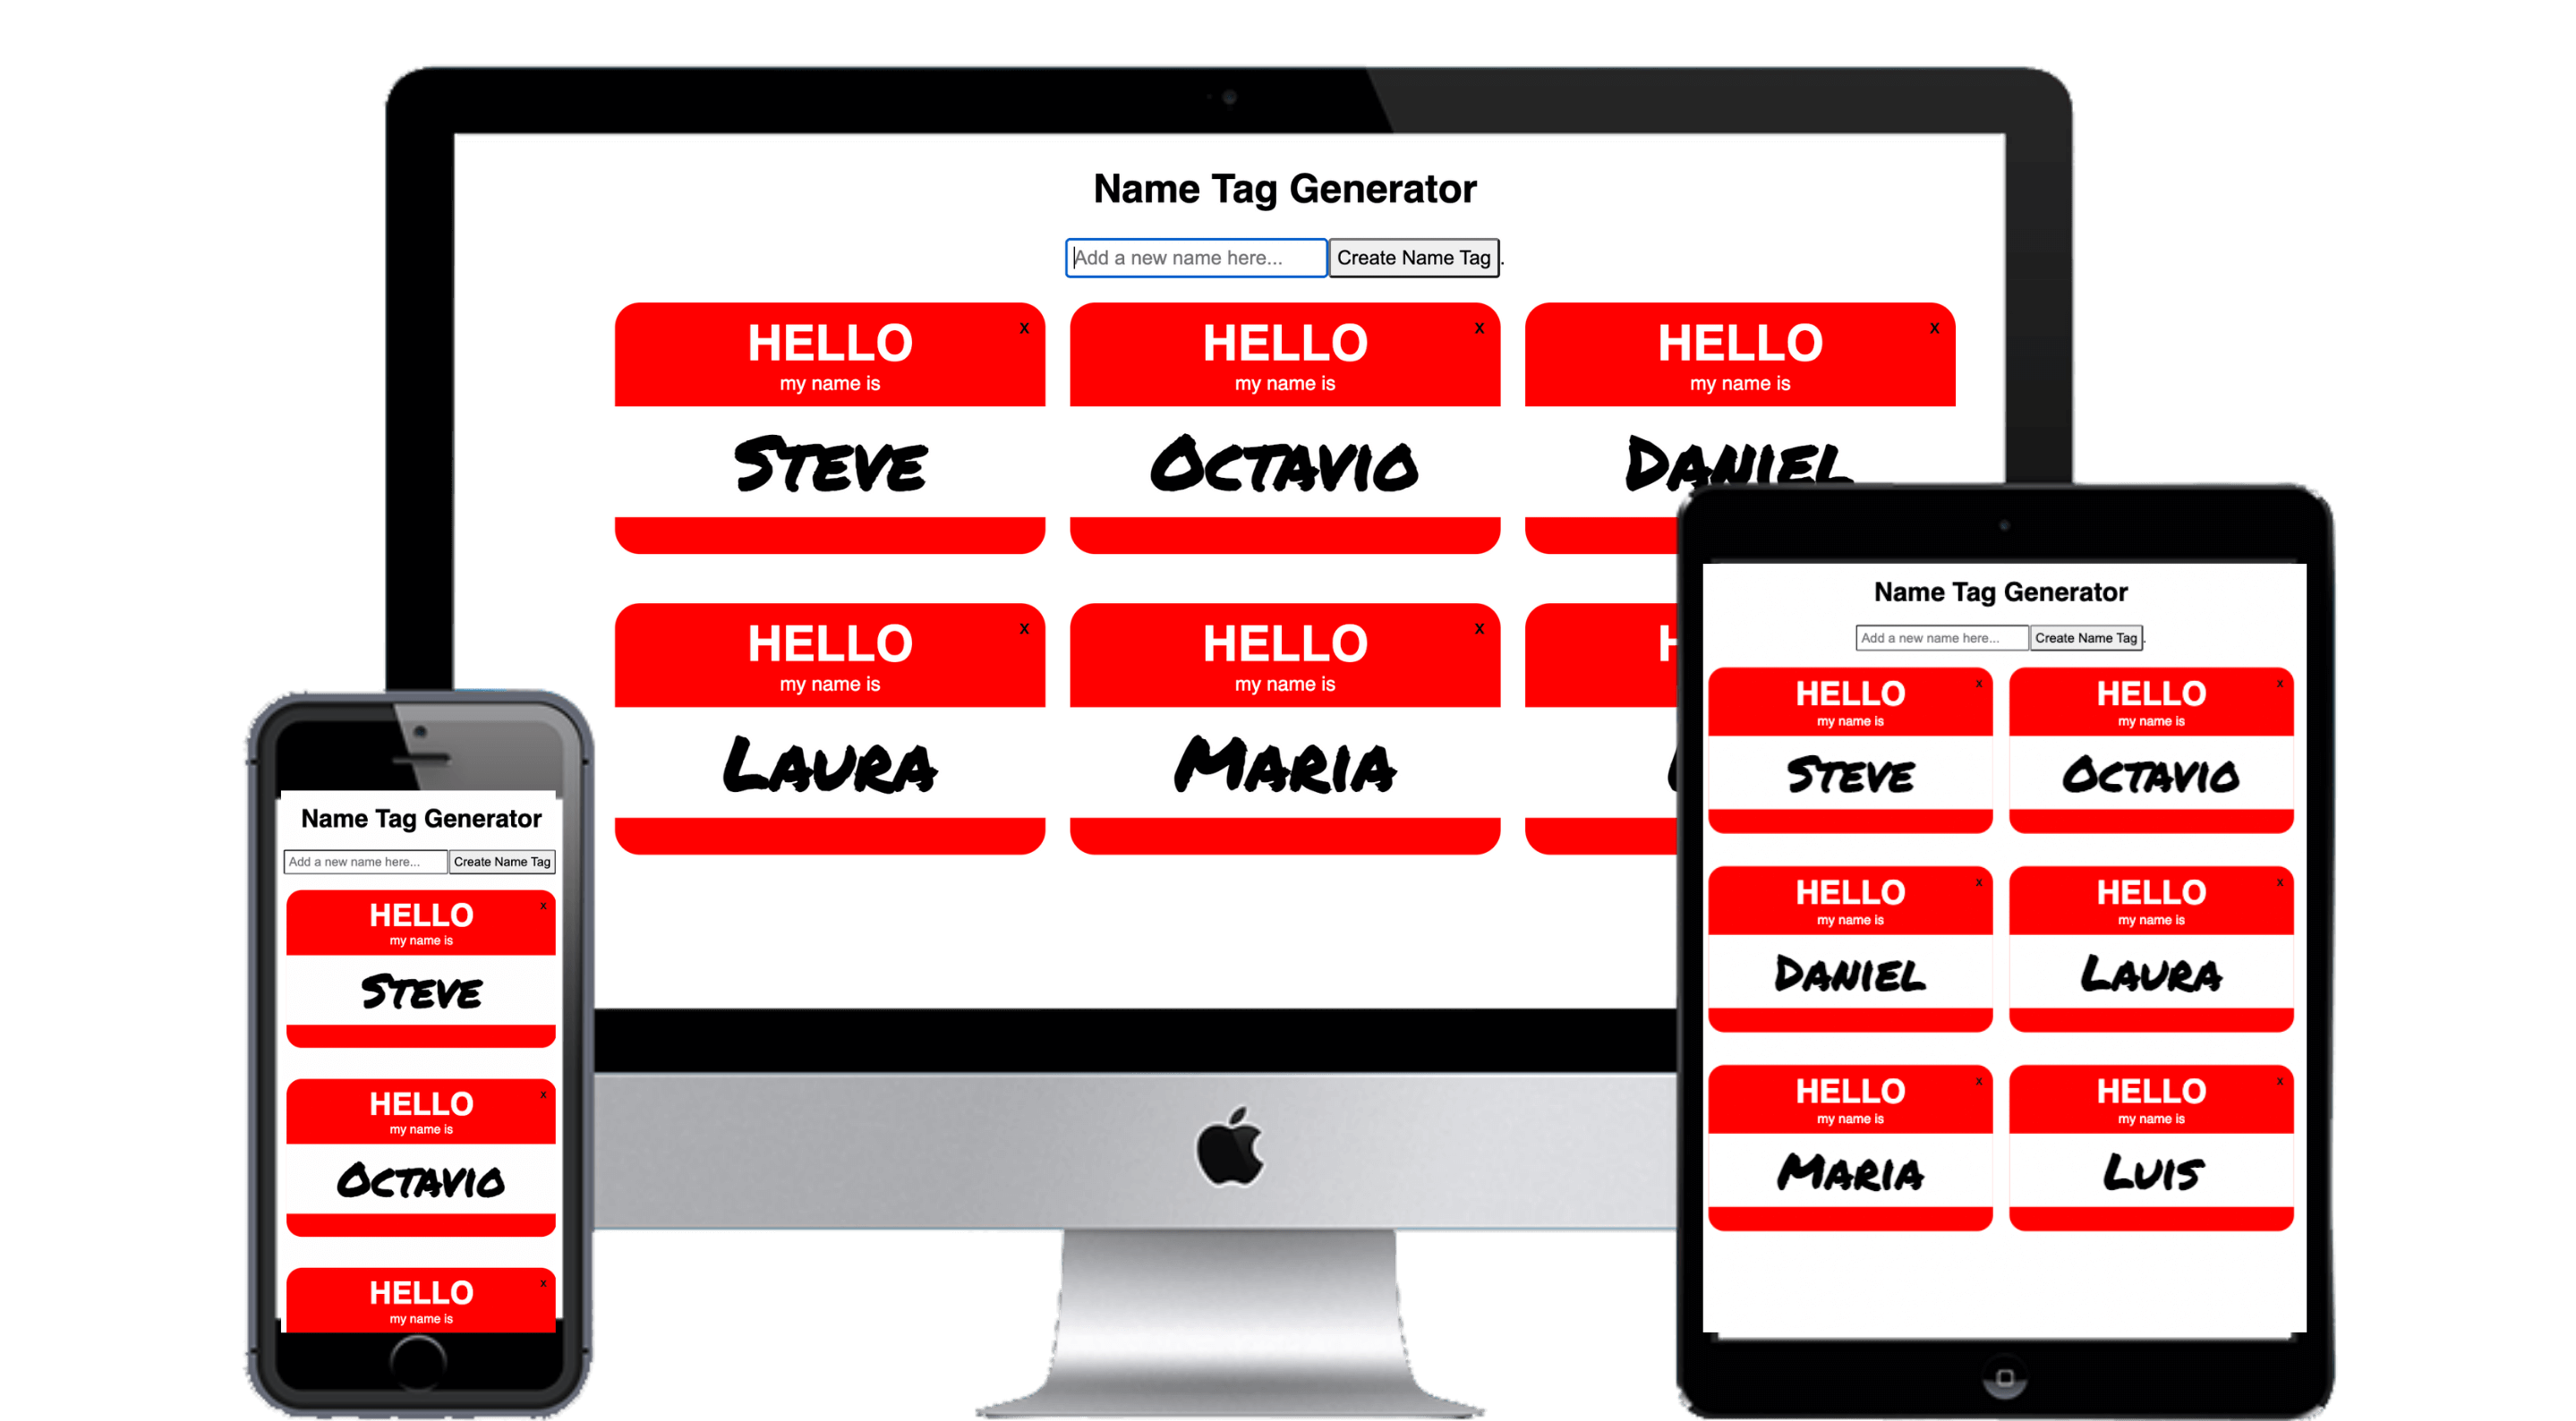 Name Tag Generator
Add a new name here... Create Name Tag .
HELLO x
my name is
STEVE
HELLO x
my name is
OCTAVIO
HELLO x
my name is
DANIEL
HELLO x
my name is
LAURA
HELLO x
my name is
MARIA
Name Tag Generator
Add a new name here... Create Name Tag
HELLO x
my name is
STEVE
HELLO x
my name is
OCTAVIO
HELLO x
my name is
Name Tag Generator
Add a new name here... Create Name Tag .
HELLO x
my name is
STEVE
HELLO x
my name is
OCTAVIO
HELLO x
my name is
DANIEL
HELLO x
my name is
LAURA
HELLO x
my name is
MARIA
HELLO x
my name is
LUIS